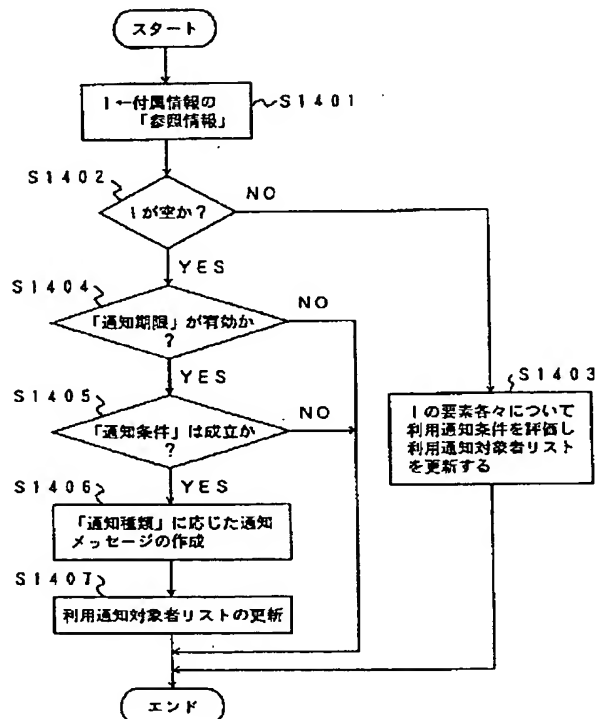 スタート
I←付属情報の
「参照情報」
S1401
S1402
Iが空か?
NO
YES
S1404
「通知期限」が有効か
?
NO
YES
S1405
「通知条件」は成立か
?
NO
YES
S1403
Iの要素各々について
利用通知条件を評価し
利用通知対象者リスト
を更新する
S1406
「通知種類」に応じた通知
メッセージの作成
S1407
利用通知対象者リストの更新
エンド